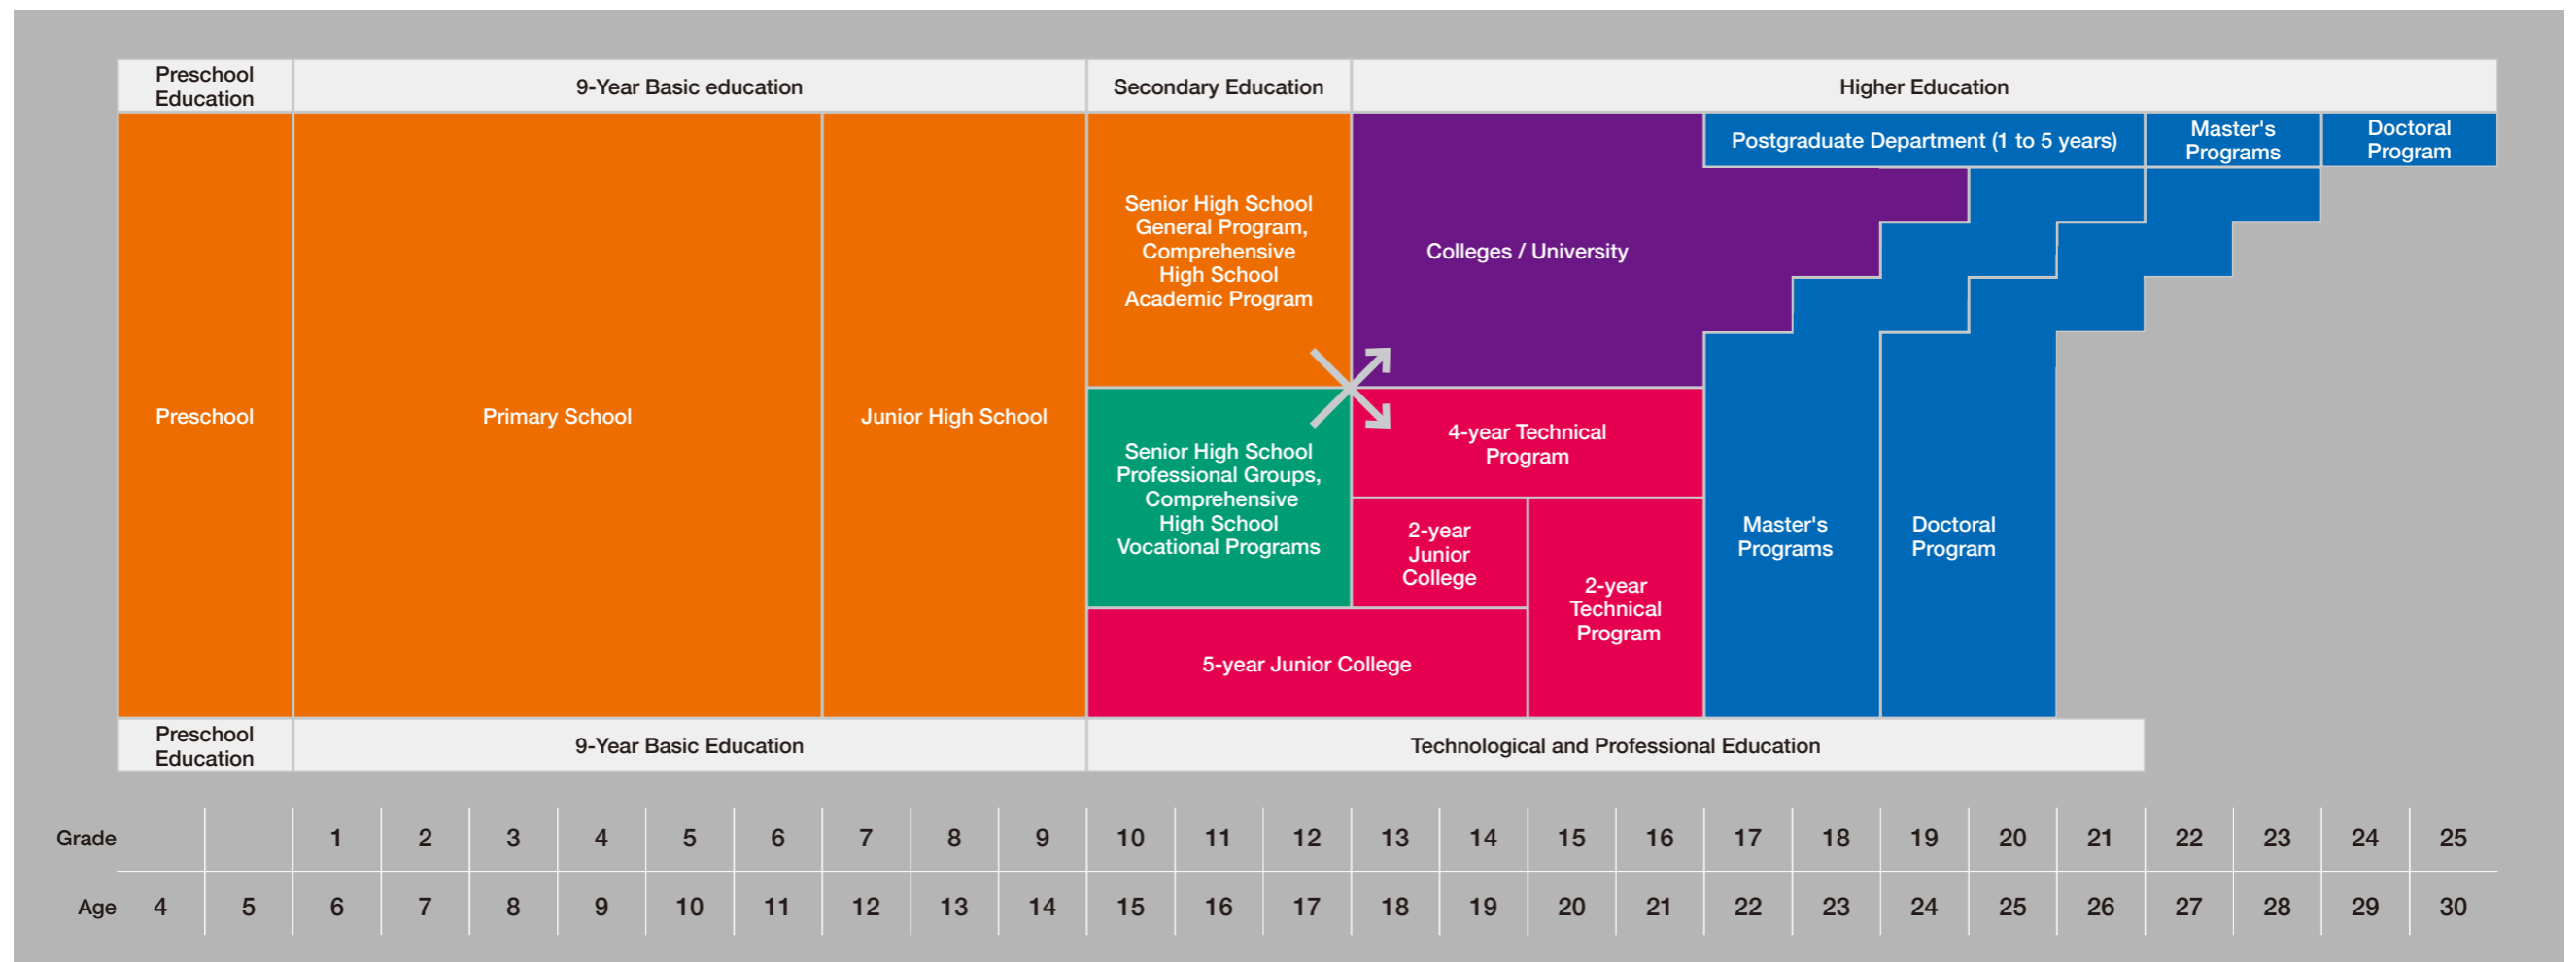 Preschool
Education
9-Year Basic education
Secondary Education
Higher Education
Postgraduate Department (1 to 5 years)
Master's
Programs
Doctoral
Program
Senior High School
General Program,
Comprehensive
High School
Academic Program
Colleges / University
Preschool
Primary School
Junior High School
Senior High School
Professional Groups,
Comprehensive
High School
Vocational Programs
4-year Technical
Program
2-year
Junior
College
2-year
Technical
Program
Master's
Programs
Doctoral
Program
5-year Junior College
Preschool
Education
9-Year Basic Education
Technological and Professional Education
Grade 1 2 3 4 5 6 7 8 9 10 11 12 13 14 15 16 17 18 19 20 21 22 23 24 25
Age 4 5 6 7 8 9 10 11 12 13 14 15 16 17 18 19 20 21 22 23 24 25 26 27 28 29 30